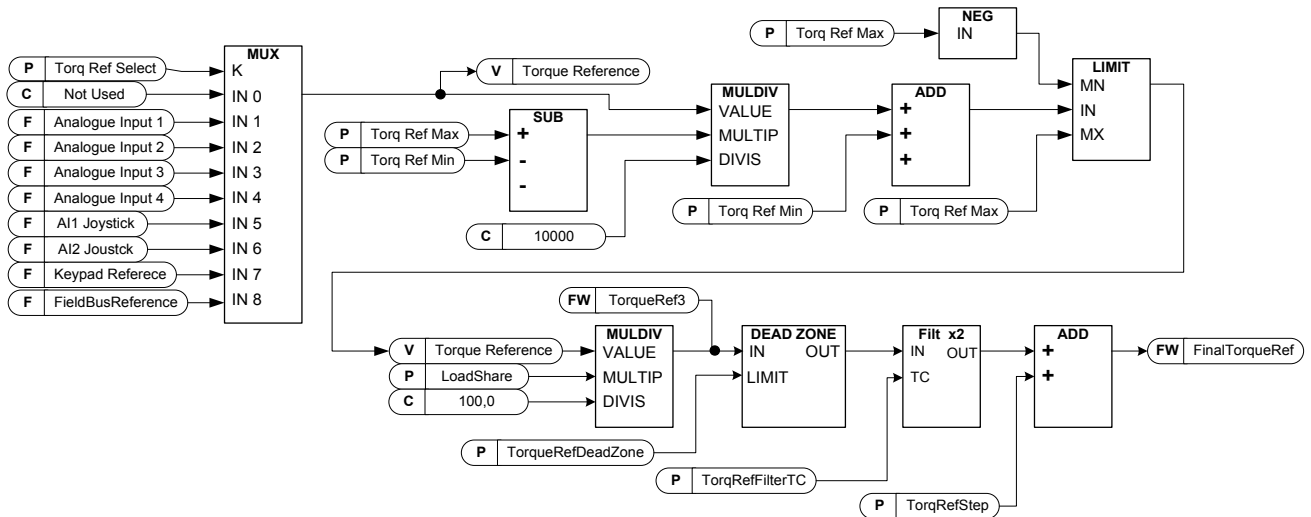 NEG
P Torq Ref Max
IN
MUX
P Torq Ref Select
K
V Torque Reference
LIMIT
C Not Used
IN 0
MN
MULDIV
ADD
F Analogue Input 1
IN 1
SUB
VALUE
+
IN
P Torq Ref Max
+
MULTIP
+
MX
F Analogue Input 2
IN 2
P Torq Ref Min
-
DIVIS
+
F Analogue Input 3
IN 3
-
F Analogue Input 4
IN 4
P Torq Ref Min
P Torq Ref Max
F AI1 Joystick
IN 5
C 10000
F AI2 Joustck
IN 6
F Keypad Referece
IN 7
F FieldBusReference
IN 8
FW TorqueRef3
MULDIV
DEAD ZONE
Filt x2
ADD
V Torque Reference
VALUE
IN OUT
IN OUT
+
FW FinalTorqueRef
P LoadShare
MULTIP
LIMIT
TC
+
C 100,0
DIVIS
P TorqueRefDeadZone
P TorqRefFilterTC
P TorqRefStep